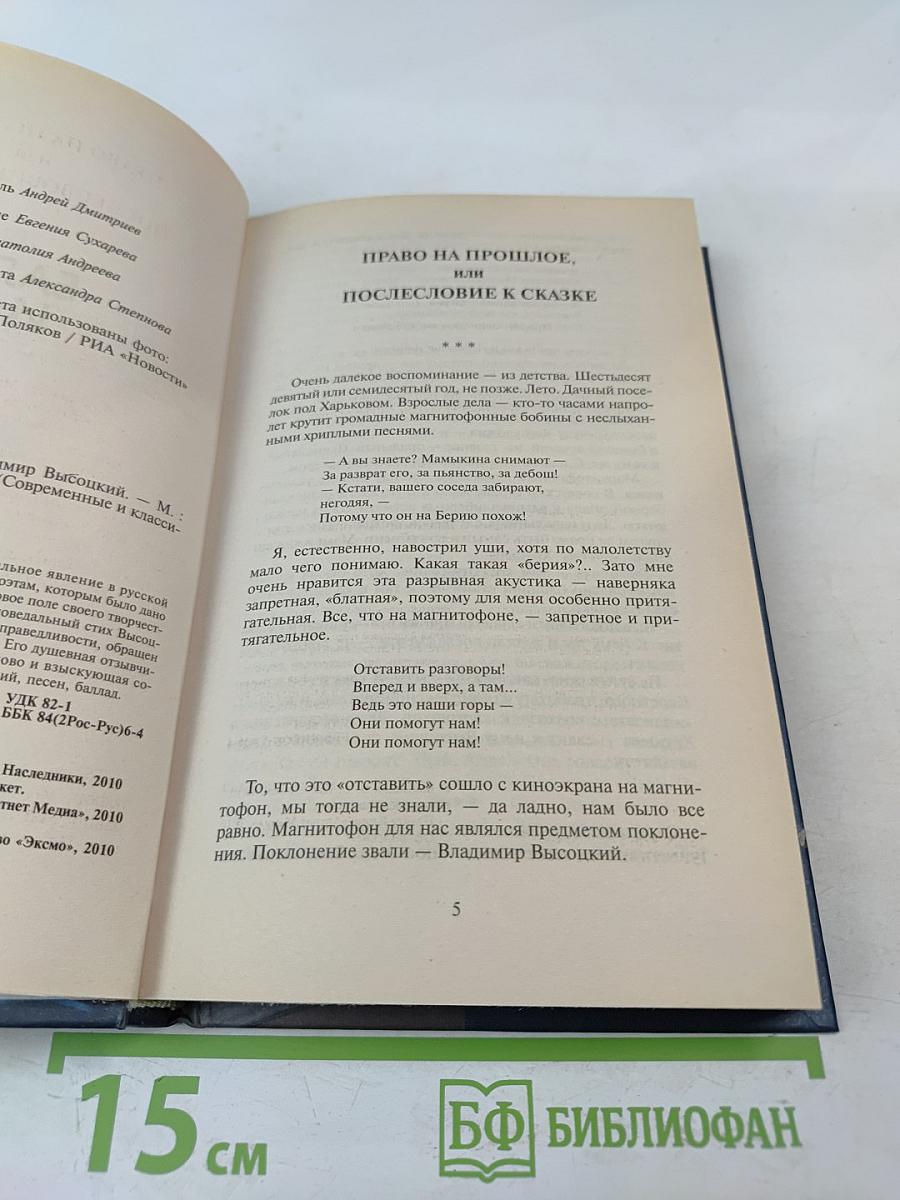 ль Андрей Дмитриев
е Евгения Сухарева
натолия Андреева
та Александра Степнова
ета использованы фото:
Поляков / РИА «Новости»
имир Высоцкий. — М. :
(Современные и класси-
льное явление в русской
оэтам, которым было дано
вое поле своего творчест-
оведальный стих Высоц-
праведливости, обращен
Его душевная отзывчи-
ово и взыскующая со-
ий, песен, баллад.
УДК 82-1
ББК 84(2Рос-Рус)6-4
Наследники, 2010
кет.
тнет Медиа», 2010
во «Эксмо», 2010
ПРАВО НА ПРОШЛОЕ,
или
ПОСЛЕСЛОВИЕ К СКАЗКЕ
* * *
Очень далекое воспоминание — из детства. Шестьдесят
девятый или семидесятый год, не позже. Лето. Дачный посе-
лок под Харьковом. Взрослые дела — кто-то часами напро-
лет крутит громадные магнитофонные бобины с неслыхан-
ными хриплыми песнями.
— А вы знаете? Мамыкина снимают —
За разврат его, за пьянство, за дебош!
— Кстати, вашего соседа забирают,
негодяя, —
Потому что он на Берию похож!
Я, естественно, навострил уши, хотя по малолетству
мало чего понимаю. Какая такая «берия»?.. Зато мне
очень нравится эта разрывная акустика — наверняка
запретная, «блатная», поэтому для меня особенно притя-
гательная. Все, что на магнитофоне, — запретное и при-
тягательное.
Отставить разговоры!
Вперед и вверх, а там...
Ведь это наши горы —
Они помогут нам!
Они помогут нам!
То, что это «отставить» сошло с киноэкрана на магни-
тофон, мы тогда не знали, — да ладно, нам было все
равно. Магнитофон для нас являлся предметом поклоне-
ния. Поклонение звали — Владимир Высоцкий.
5
15 см
БФ БИБЛИОФАН